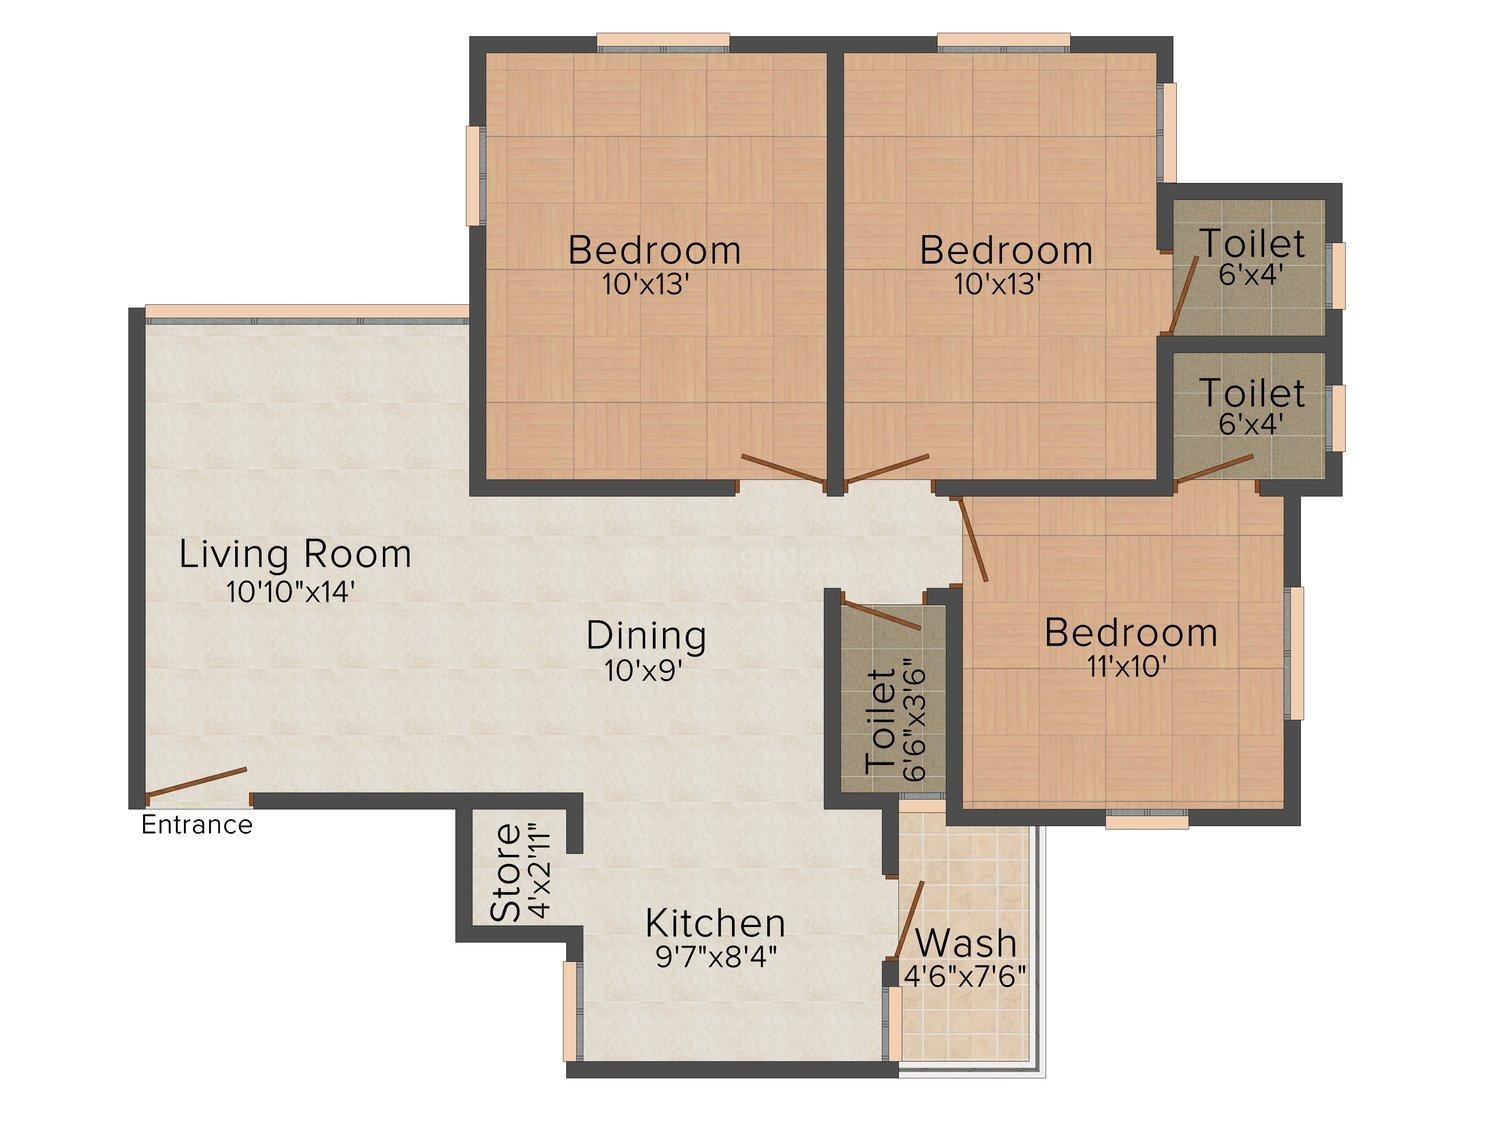 Bedroom
10'x13'
Bedroom
10'x13'
Toilet
6'x4'
Toilet
6'x4'
Living Room
10'10"x14'
Dining
10'x9'
Toilet
6'6"x3'6"
Bedroom
11'x10'
Entrance
Store
4'x2'11"
Kitchen
9'7"x8'4"
Wash
4'6"x7'6"